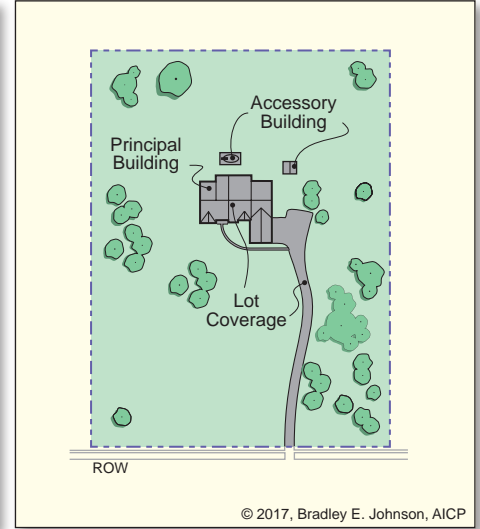 Accessory
Building
Principal
Building
Lot
Coverage
ROW
© 2017, Bradley E. Johnson, AICP